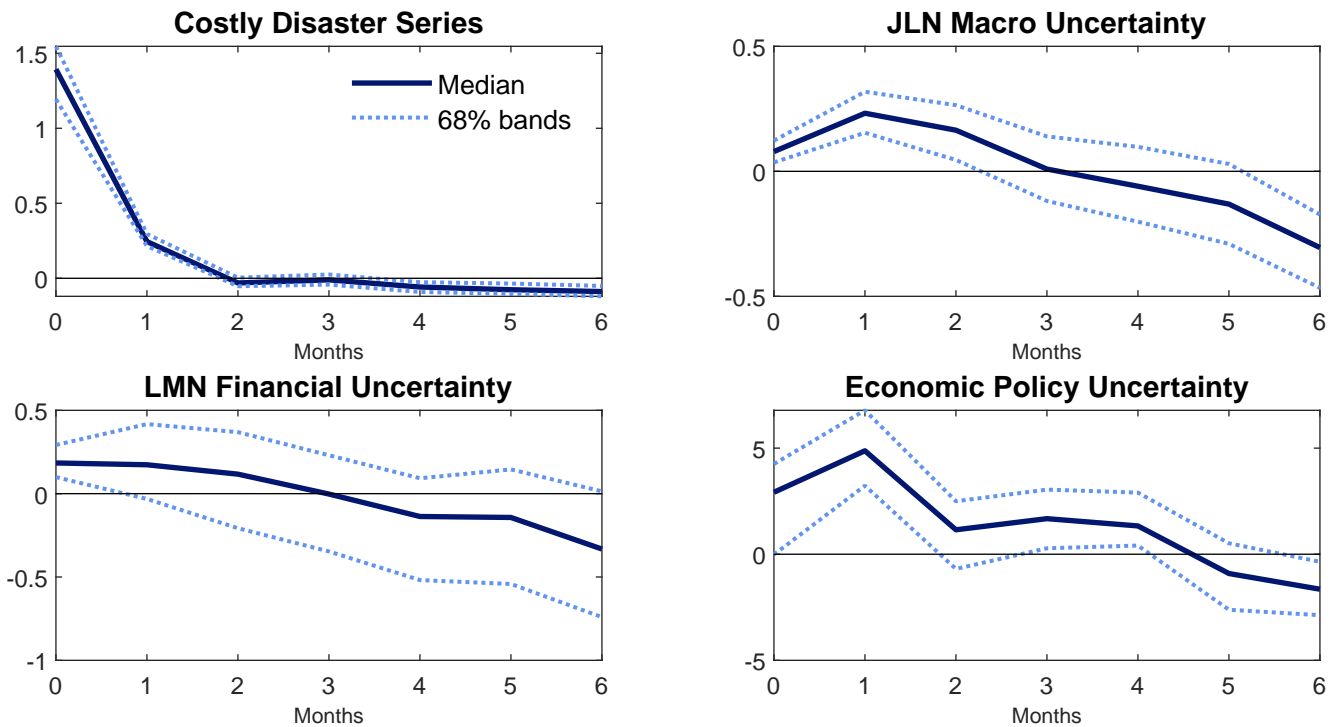 Costly Disaster Series
1.5
1
0.5
0
Median
68% bands
0 1 2 3 4 5 6
Months
JLN Macro Uncertainty
0.5
0
-0.5
0 1 2 3 4 5 6
Months
LMN Financial Uncertainty
0.5
0
-0.5
-1
0 1 2 3 4 5 6
Months
Economic Policy Uncertainty
5
0
-5
0 1 2 3 4 5 6
Months